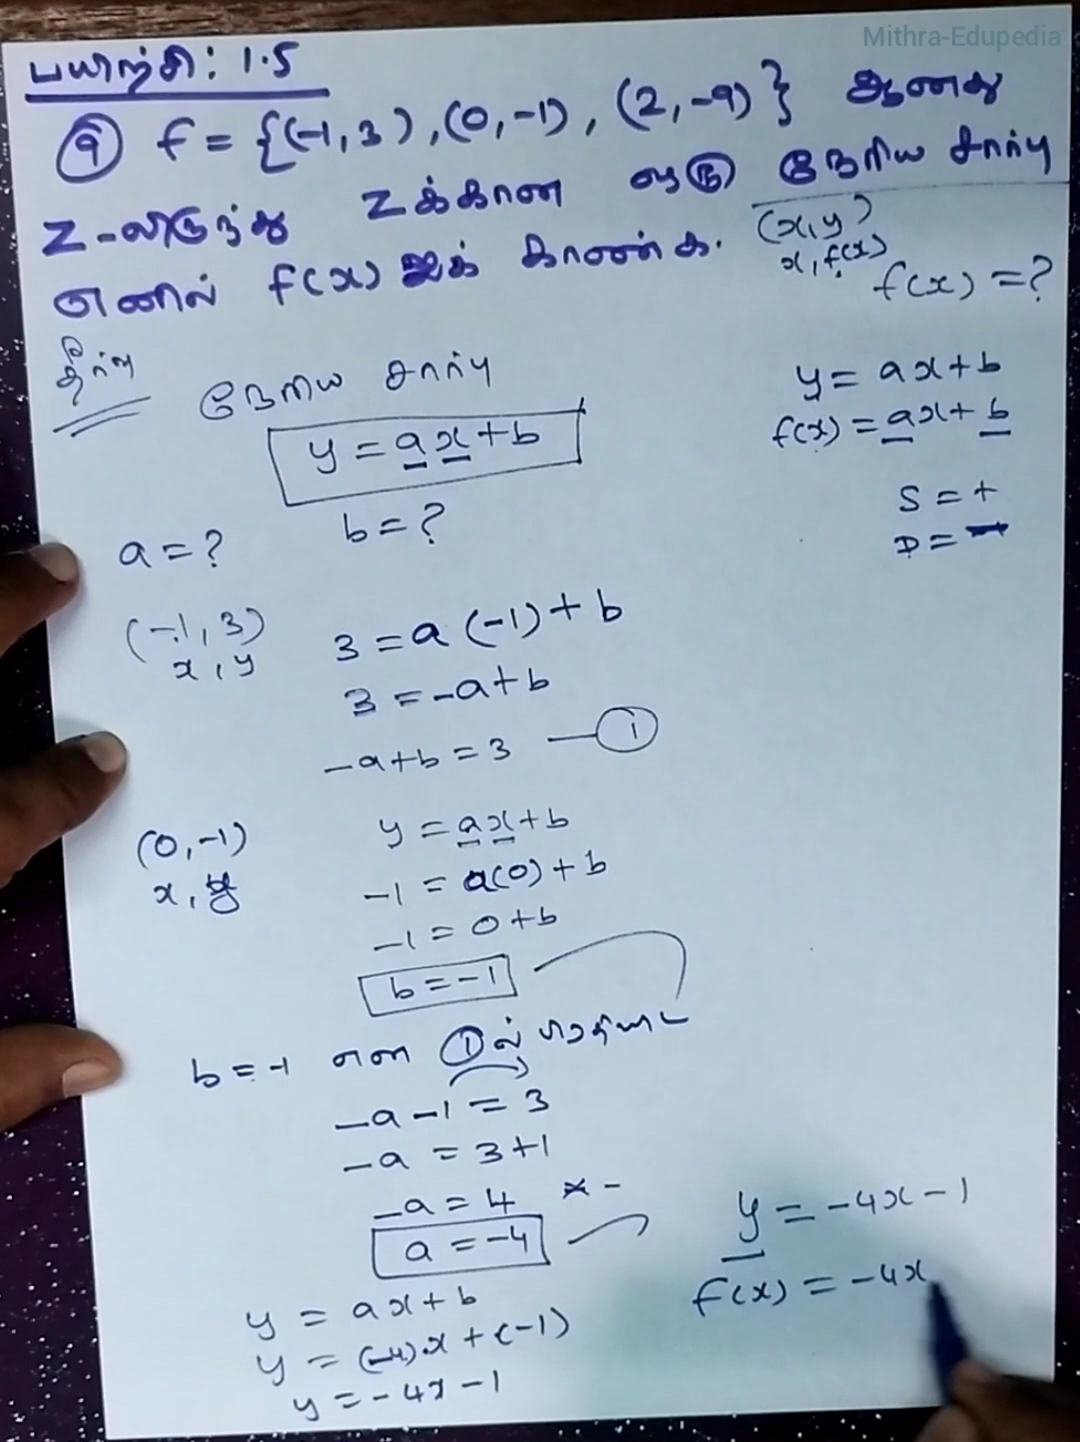 Mithra-Edupedia
பயிற்சி: 1.5
9 f = {(-1, 3), (0, -1), (2, -9)} ஆனது
Z-லிருந்து Z க்கான ஒரு நேரிய சார்பு
எனில் f(x) ஐக் காண்க.
(x, y)
x, f(x)
f(x) = ?
தீர்வு
நேரிய சார்பு
y = ax + b
y = ax + b
f(x) = ax + b
S = +
D = -
a = ? b = ?
(-1, 3) 3 = a(-1) + b
x, y 3 = -a + b
-a + b = 3 — 1
(0, -1) y = ax + b
x, y -1 = a(0) + b
-1 = 0 + b
b = -1
b = -1 என 1 ல் பிரதியிட
-a - 1 = 3
-a = 3 + 1
-a = 4 x -
a = -4
y = ax + b
y = (-4)x + (-1)
y = -4x - 1
y = -4x - 1
f(x) = -4x